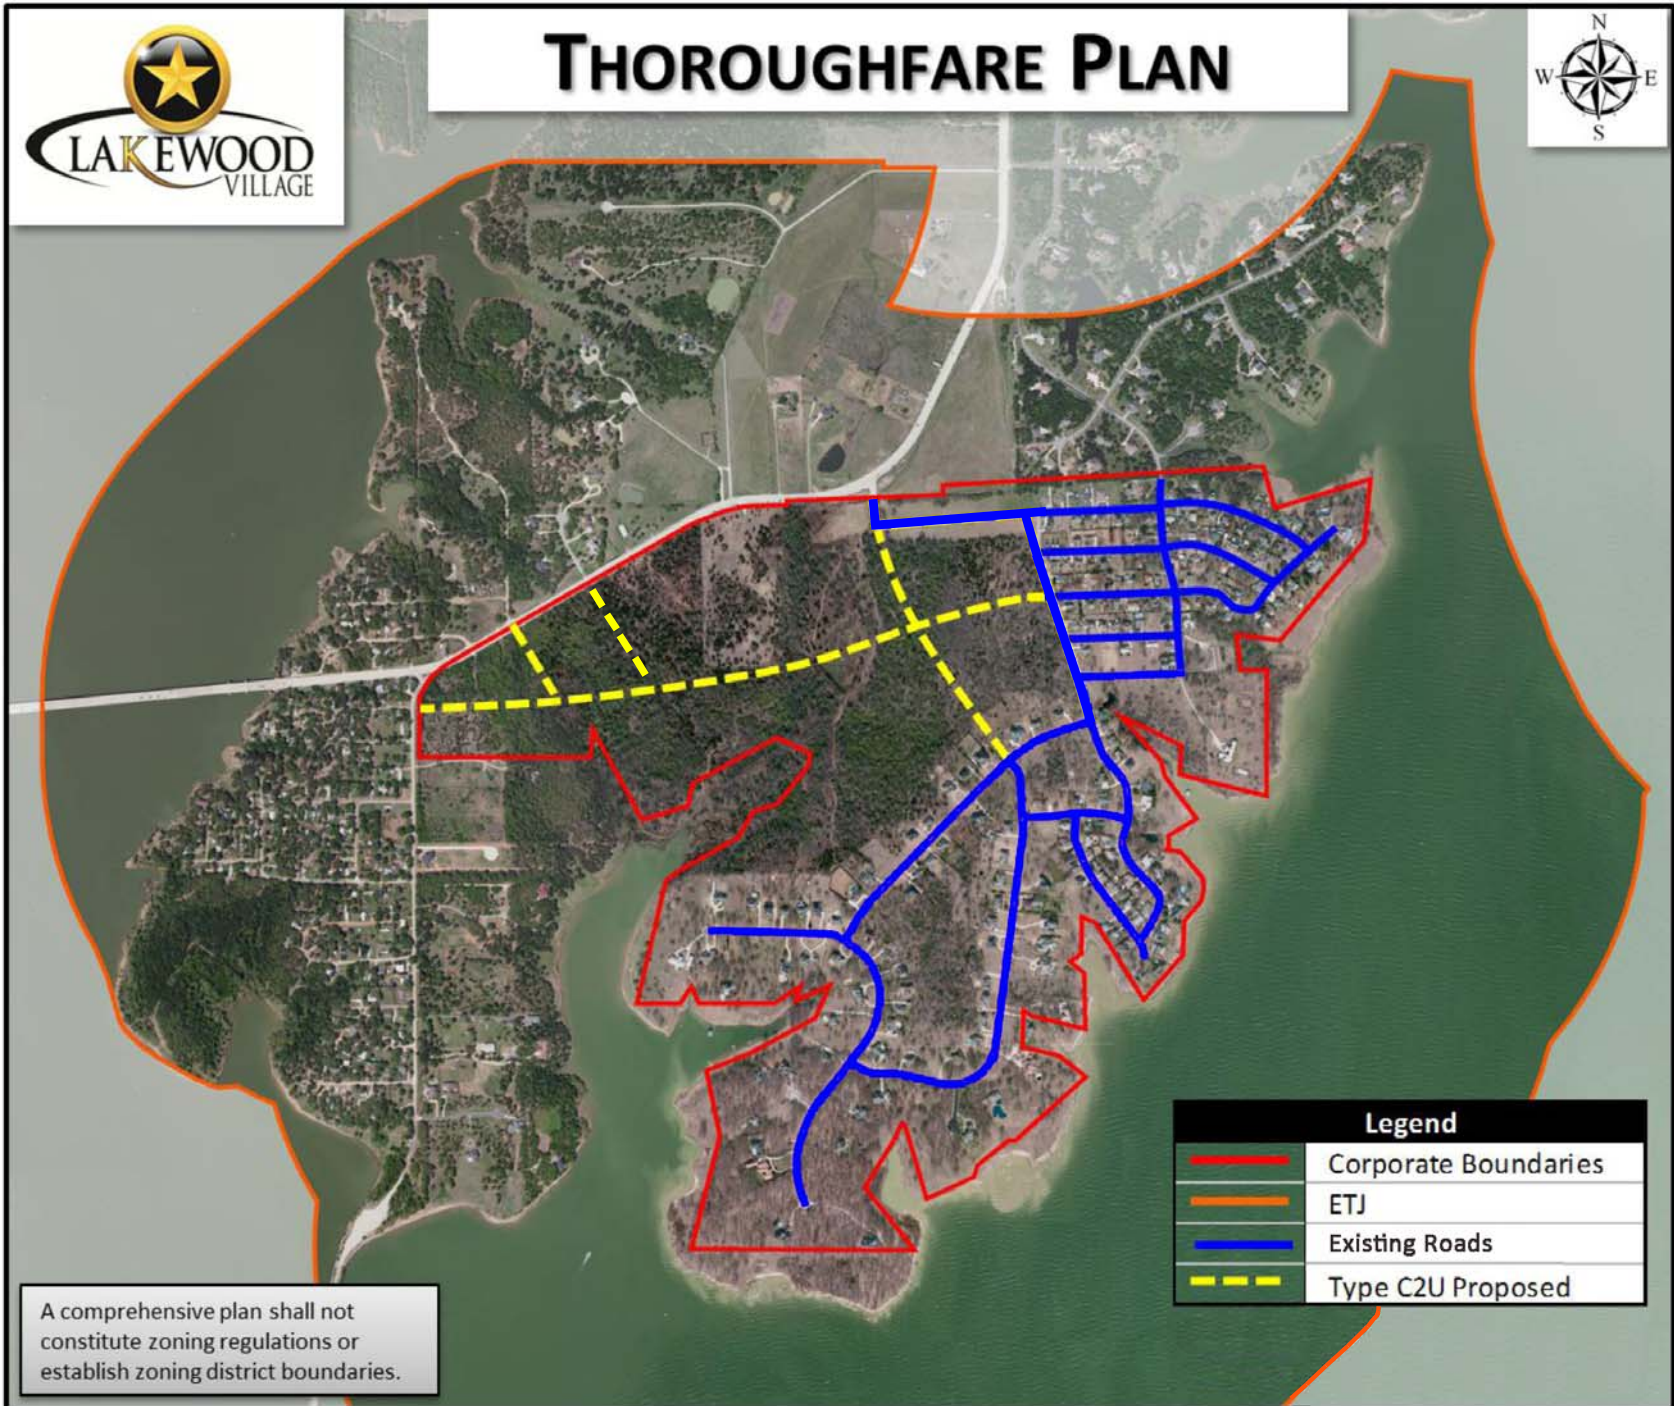 LAKEWOOD
VILLAGE
THOROUGHFARE PLAN
N
W E
S
Legend
Corporate Boundaries
ETJ
Existing Roads
Type C2U Proposed
A comprehensive plan shall not
constitute zoning regulations or
establish zoning district boundaries.